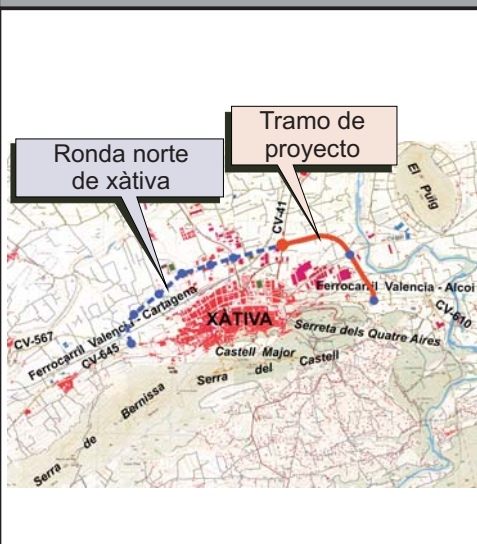 Tramo de
proyecto
Ronda norte
de xàtiva
El Puig
CV-41
Ferrocarril Valencia - Alcoi
Ferrocarril Valencia - Cartagena
CV-610
XÀTIVA
CV-567
CV-645
Serreta dels Quatre Aires
Castell Major
Serra del Castell
Serra de Bernissa